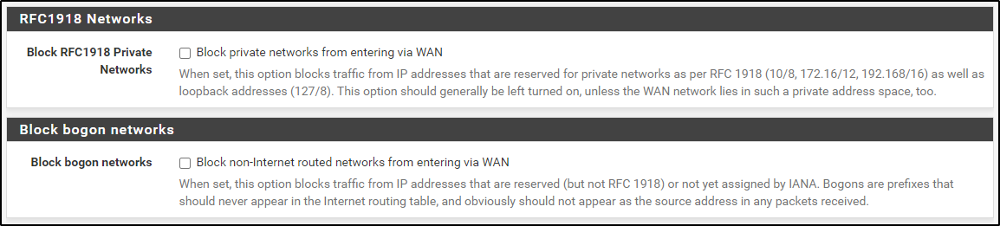 RFC1918 Networks
Block RFC1918 Private Networks
Block private networks from entering via WAN
When set, this option blocks traffic from IP addresses that are reserved for private networks as per RFC 1918 (10/8, 172.16/12, 192.168/16) as well as
loopback addresses (127/8). This option should generally be left turned on, unless the WAN network lies in such a private address space, too.
Block bogon networks
Block bogon networks
Block non-Internet routed networks from entering via WAN
When set, this option blocks traffic from IP addresses that are reserved (but not RFC 1918) or not yet assigned by IANA. Bogons are prefixes that
should never appear in the Internet routing table, and obviously should not appear as the source address in any packets received.